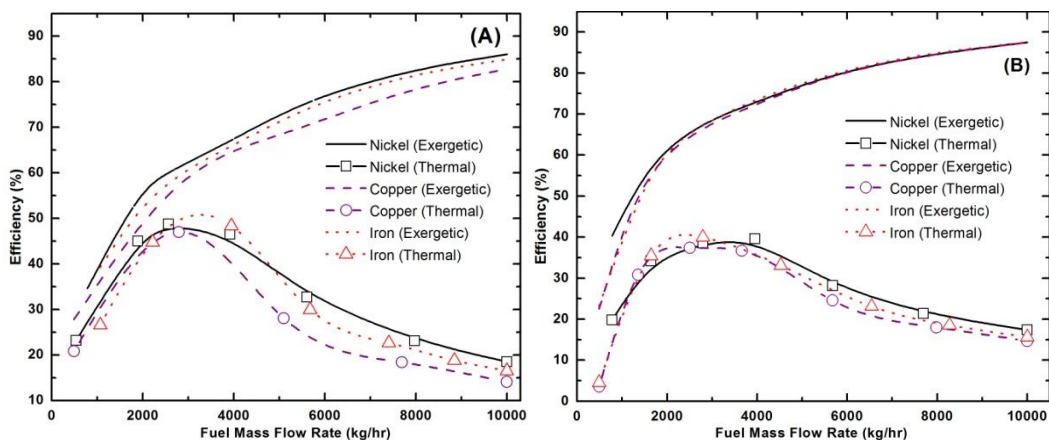 (A)
90
80
70
60
50
40
30
20
10
Efficiency (%)
Nickel (Exergetic)
Nickel (Thermal)
Copper (Exergetic)
Copper (Thermal)
Iron (Exergetic)
Iron (Thermal)
2000
4000
6000
8000
10000
Fuel Mass Flow Rate (kg/hr)
(B)
90
80
70
60
50
40
30
20
10
0
Efficiency (%)
Nickel (Exergetic)
Nickel (Thermal)
Copper (Exergetic)
Copper (Thermal)
Iron (Exergetic)
Iron (Thermal)
0
2000
4000
6000
8000
10000
Fuel Mass Flow Rate (kg/hr)